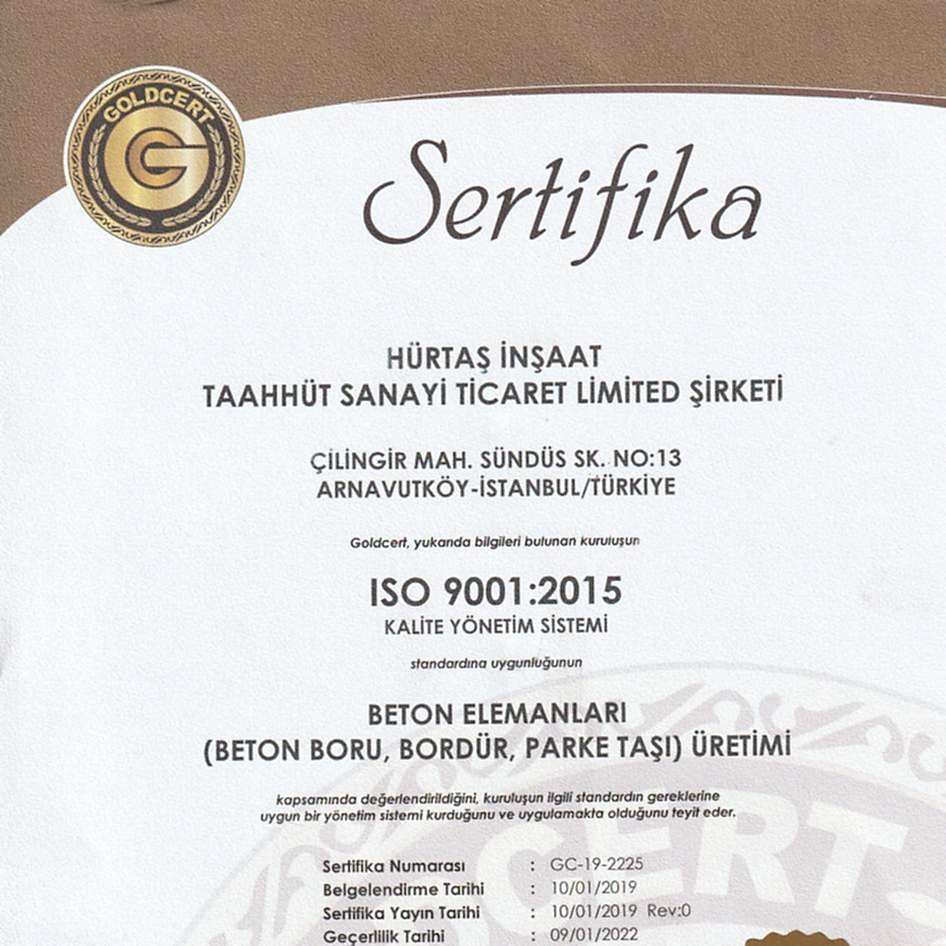 GOLDCERT
Sertifika
HÜRTAŞ İNŞAAT
TAAHHÜT SANAYİ TİCARET LİMİTED ŞİRKETİ
ÇİLİNGİR MAH. SÜNDÜS SK. NO:13
ARNAVUTKÖY-İSTANBUL/TÜRKİYE
Goldcert, yukarıda bilgileri bulunan kuruluşun
ISO 9001:2015
KALİTE YÖNETİM SİSTEMİ
standardına uygunluğunun
BETON ELEMANLARI
(BETON BORU, BORDÜR, PARKE TAŞI) ÜRETİMİ
kapsamında değerlendirildiğini, kuruluşun ilgili standardın gereklerine
uygun bir yönetim sistemi kurduğunu ve uygulamakta olduğunu teyit eder.
Sertifika Numarası : GC-19-2225
Belgelendirme Tarihi : 10/01/2019
Sertifika Yayın Tarihi : 10/01/2019 Rev:0
Geçerlilik Tarihi : 09/01/2022